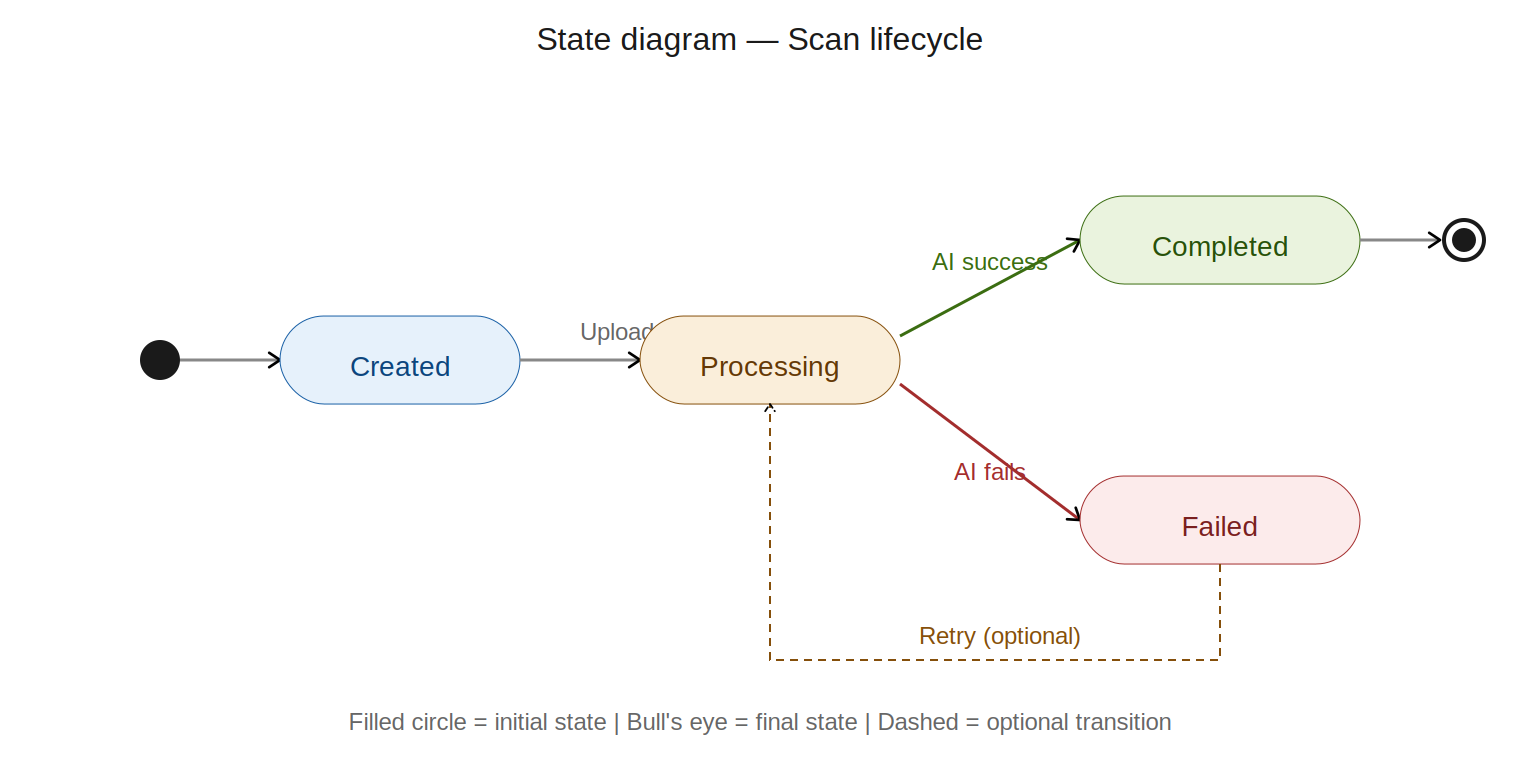 State diagram — Scan lifecycle
AI success
Completed
Upload
Created
Processing
AI fails
Failed
Retry (optional)
Filled circle = initial state | Bull's eye = final state | Dashed = optional transition